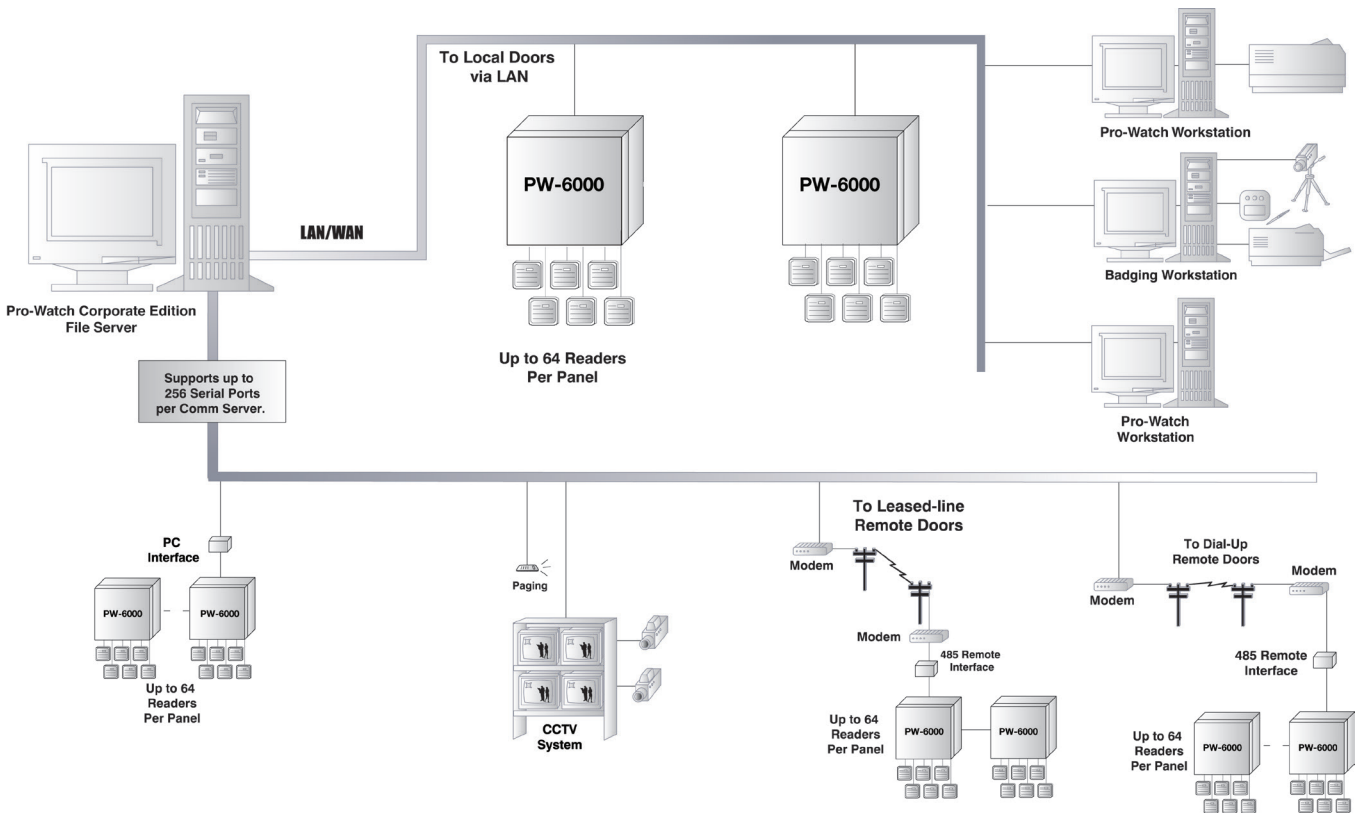 To Local Doors
via LAN
PW-6000
PW-6000
Pro-Watch Workstation
LAN/WAN
Badging Workstation
Pro-Watch Corporate Edition
File Server
Up to 64 Readers
Per Panel
Supports up to
256 Serial Ports
per Comm Server.
Pro-Watch
Workstation
PC
Interface
PW-6000
PW-6000
Up to 64
Readers
Per Panel
Paging
CCTV
System
To Leased-line
Remote Doors
Modem
Modem
485 Remote
Interface
Up to 64
Readers
Per Panel
PW-6000
PW-6000
To Dial-Up
Remote Doors
Modem
Modem
485 Remote
Interface
Up to 64
Readers
Per Panel
PW-6000
PW-6000